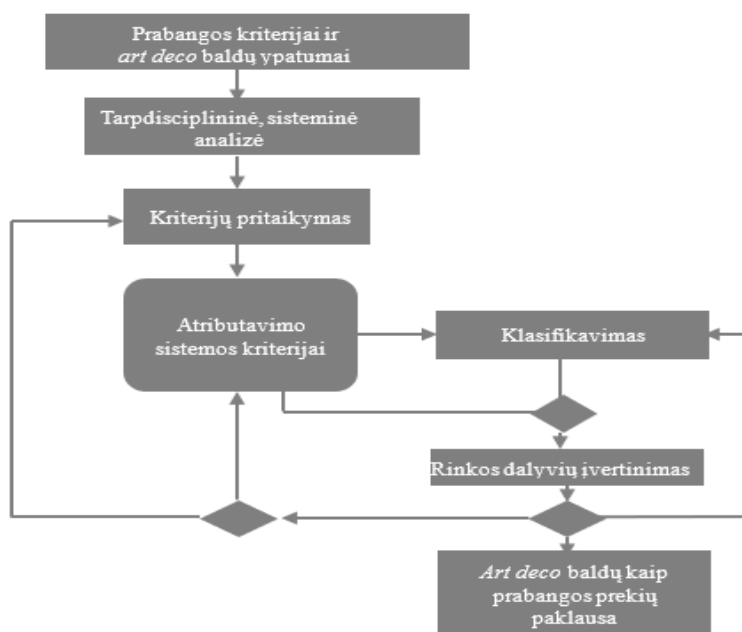 Prabangos kriterijai ir
art deco baldų ypatumai
Tarpdisciplininė, sisteminė
analizė
Kriterijų pritaikymas
Atributavimo
sistemos kriterijai
Klasifikavimas
Rinkos dalyvių įvertinimas
Art deco baldų kaip
prabangos prekių
paklausa